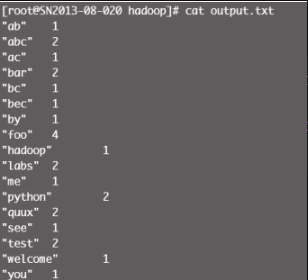 [root@SN2013-08-020 hadoop]# cat output.txt
"ab" 1
"abc" 2
"ac" 1
"bar" 2
"bc" 1
"bec" 1
"by" 1
"foo" 4
"hadoop" 1
"labs" 2
"me" 1
"python" 2
"quux" 2
"see" 1
"test" 2
"welcome" 1
"you" 1